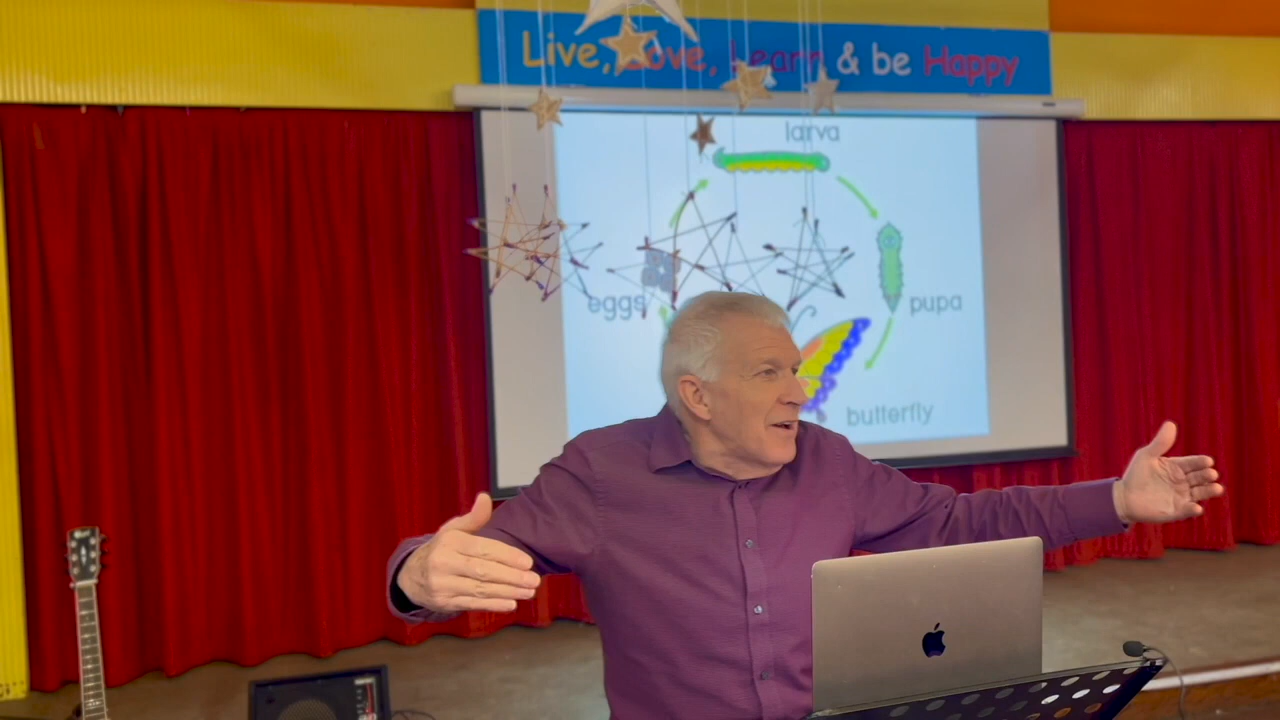 Live, Love, Learn & be Happy
larva
eggs
pupa
butterfly